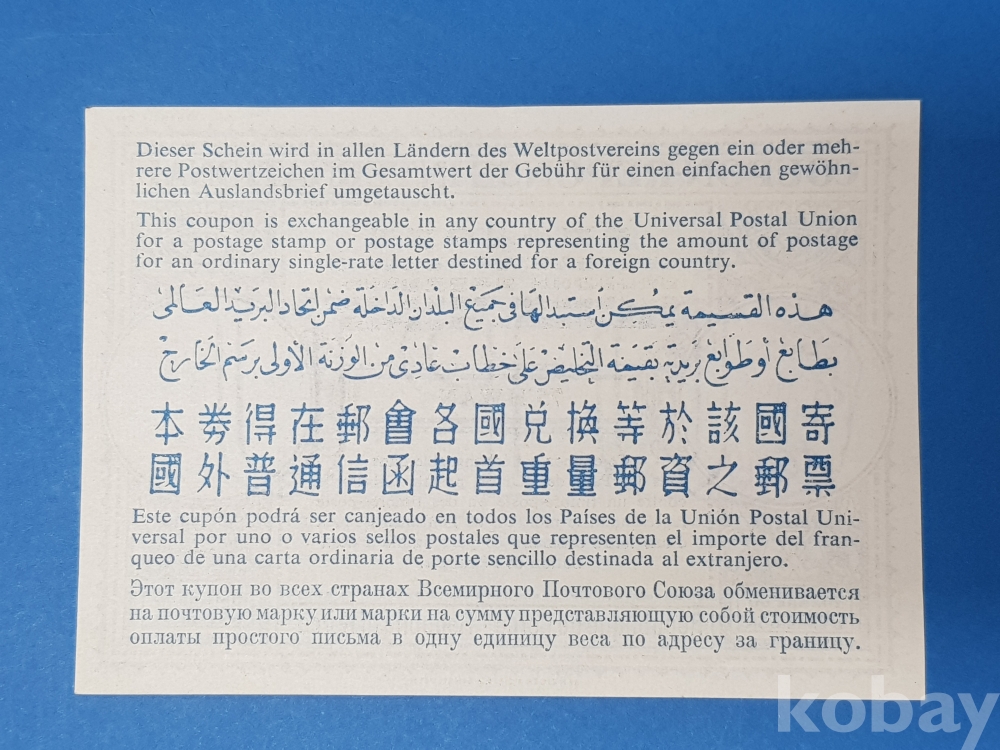 Dieser Schein wird in allen Ländern des Weltpostvereins gegen ein oder meh-
rere Postwertzeichen im Gesamtwert der Gebühr für einen einfachen gewöhn-
lichen Auslandsbrief umgetauscht.
This coupon is exchangeable in any country of the Universal Postal Union
for a postage stamp or postage stamps representing the amount of postage
for an ordinary single-rate letter destined for a foreign country.
هذه القسيمة يمكن استبدالها في جميع البلدان الداخلة ضمن اتحاد البريد العالمى
بطابع أو طوابع بريدية بقيمة التخليص على خطاب عادى من الوزنة الأولى برسم الخارج
本券得在郵會各國兌換等於該國寄
國外普通信函起首重量郵資之郵票
Este cupón podrá ser canjeado en todos los Países de la Unión Postal Uni-
versal por uno o varios sellos postales que representen el importe del fran-
queo de una carta ordinaria de porte sencillo destinada al extranjero.
Этот купон во всех странах Всемирного Почтового Союза обменивается
на почтовую марку или марки на сумму представляющую собой стоимость
оплаты простого письма в одну единицу веса по адресу за границу.
kobay